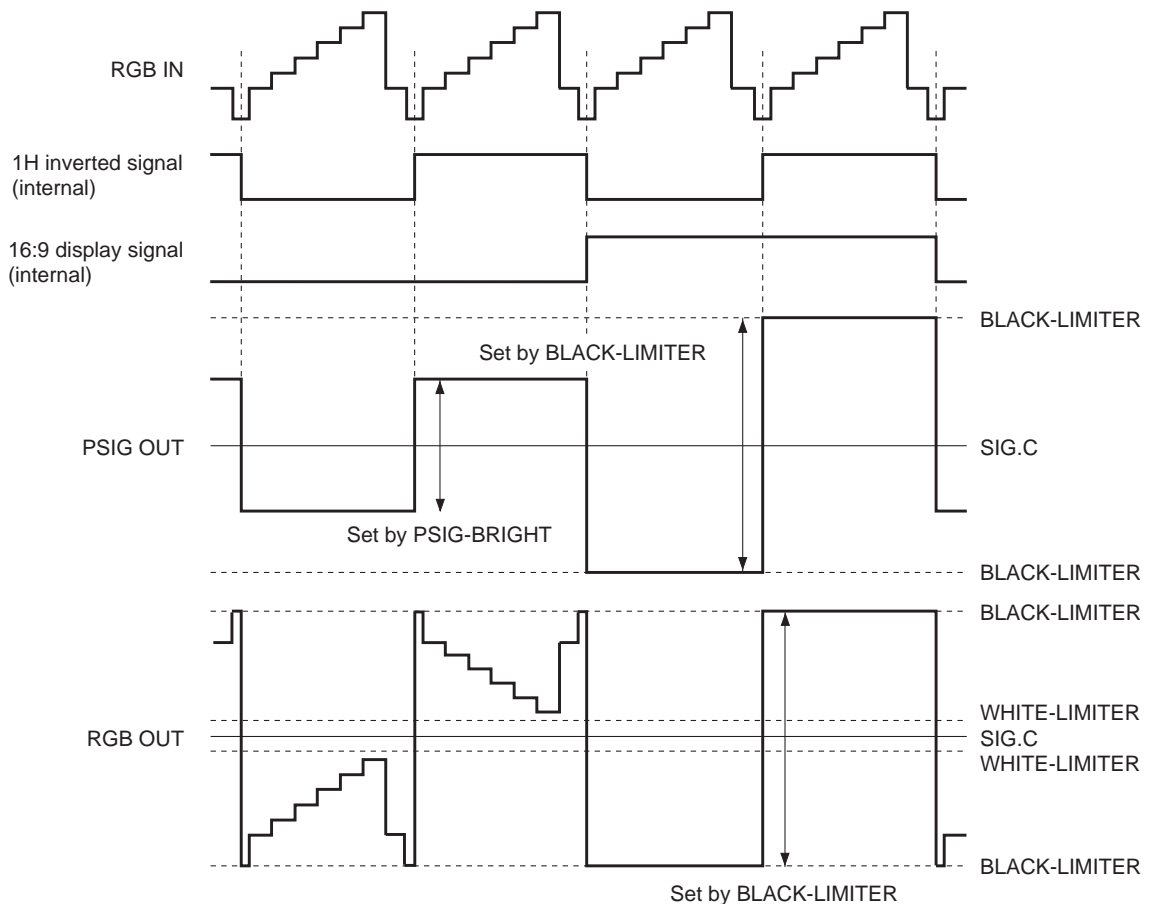 RGB IN
1H inverted signal
(internal)
16:9 display signal
(internal)
BLACK-LIMITER
Set by BLACK-LIMITER
PSIG OUT
SIG.C
Set by PSIG-BRIGHT
BLACK-LIMITER
BLACK-LIMITER
WHITE-LIMITER
RGB OUT
SIG.C
WHITE-LIMITER
BLACK-LIMITER
Set by BLACK-LIMITER